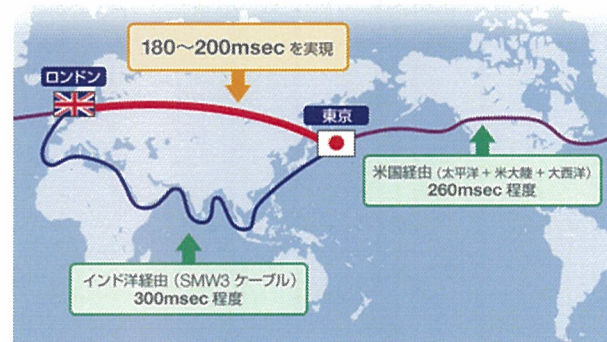 180～200msec を実現
ロンドン
東京
米国経由（太平洋＋米大陸＋大西洋）
260msec 程度
インド洋経由（SMW3 ケーブル）
300msec 程度